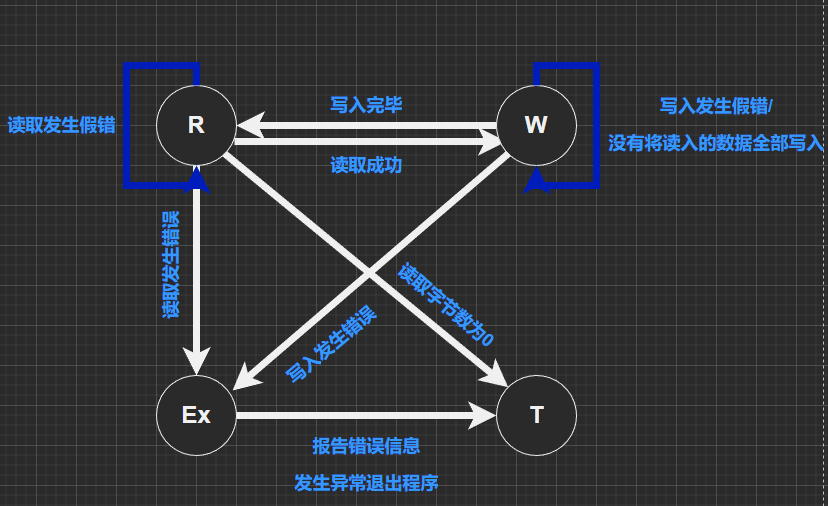 写入完毕
R
W
读取发生假错
写入发生假错/
没有将读入的数据全部写入
读取成功
读取发生错误
读取字节数为0
写入发生错误
Ex
T
报告错误信息
发生异常退出程序